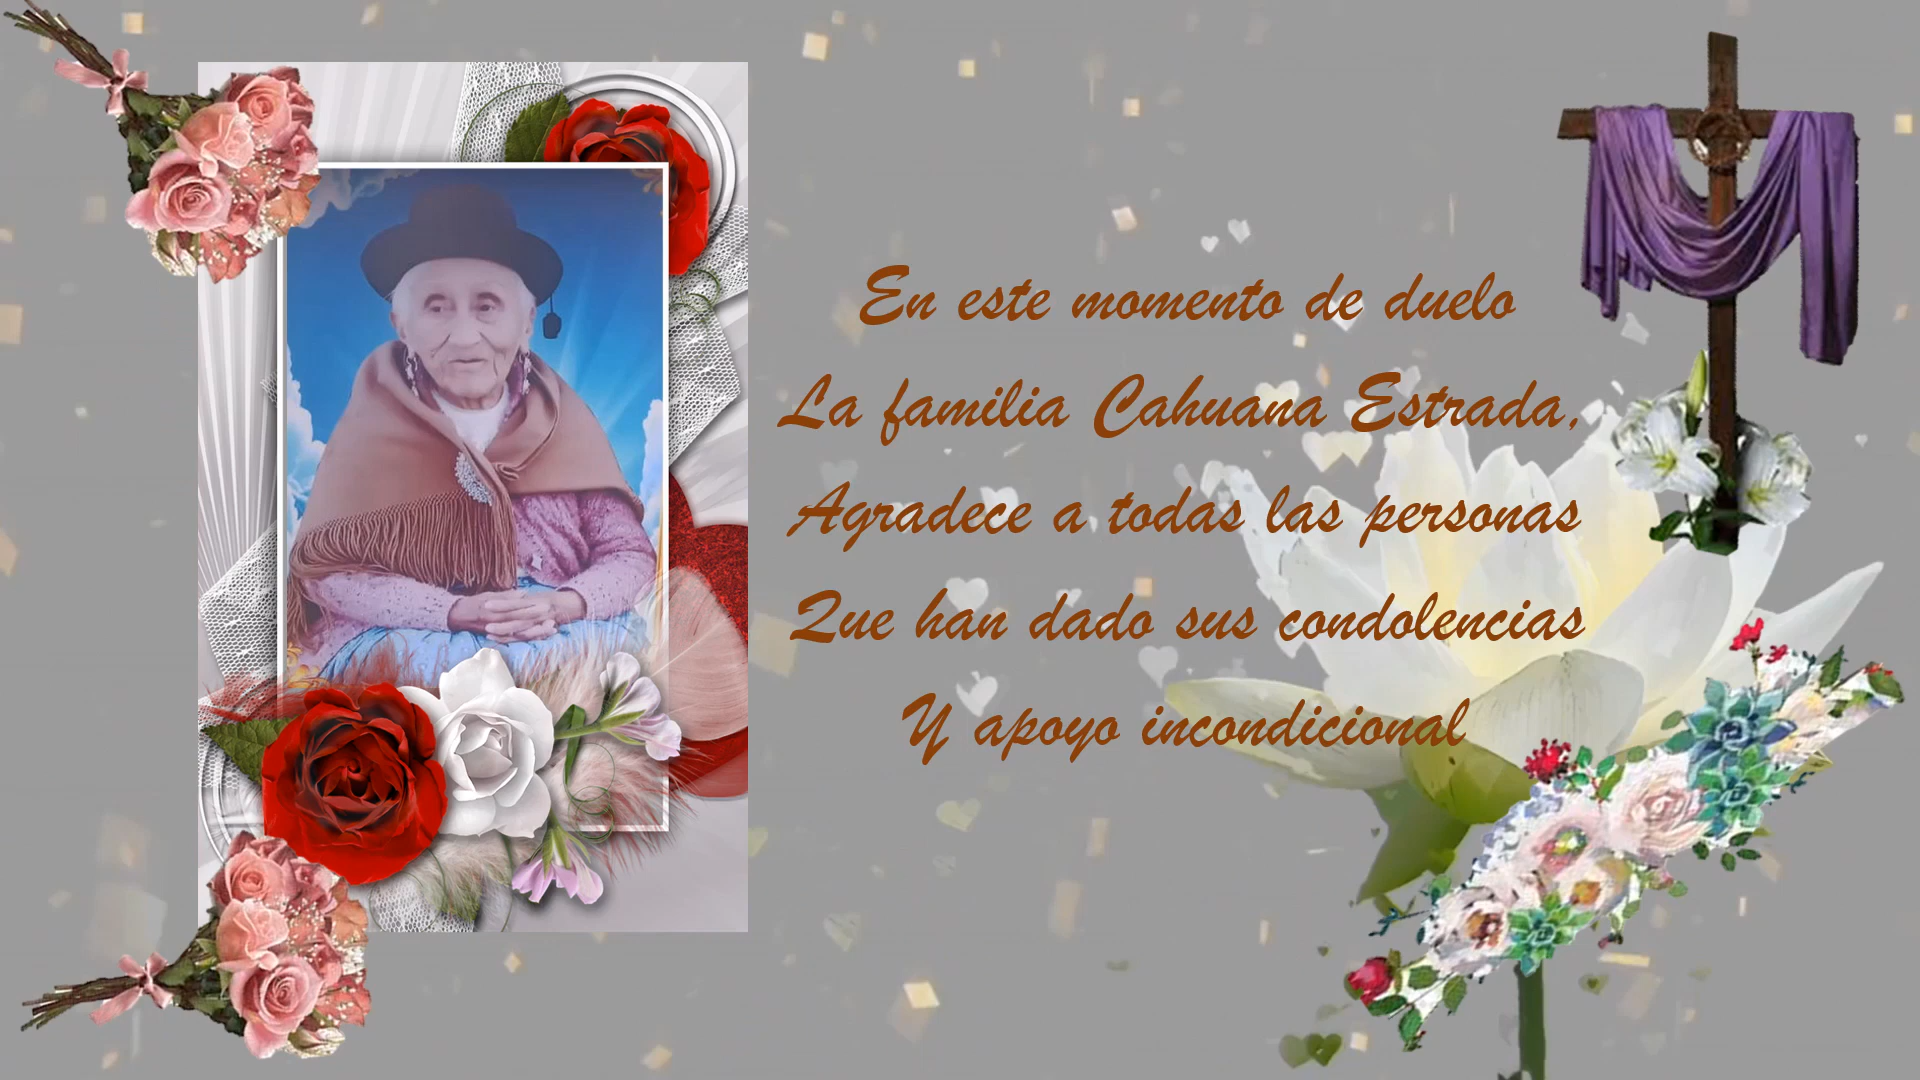 En este momento de duelo
La familia Cahuana Estrada,
Agradece a todas las personas
Que han dado sus condolencias
Y apoyo incondicional